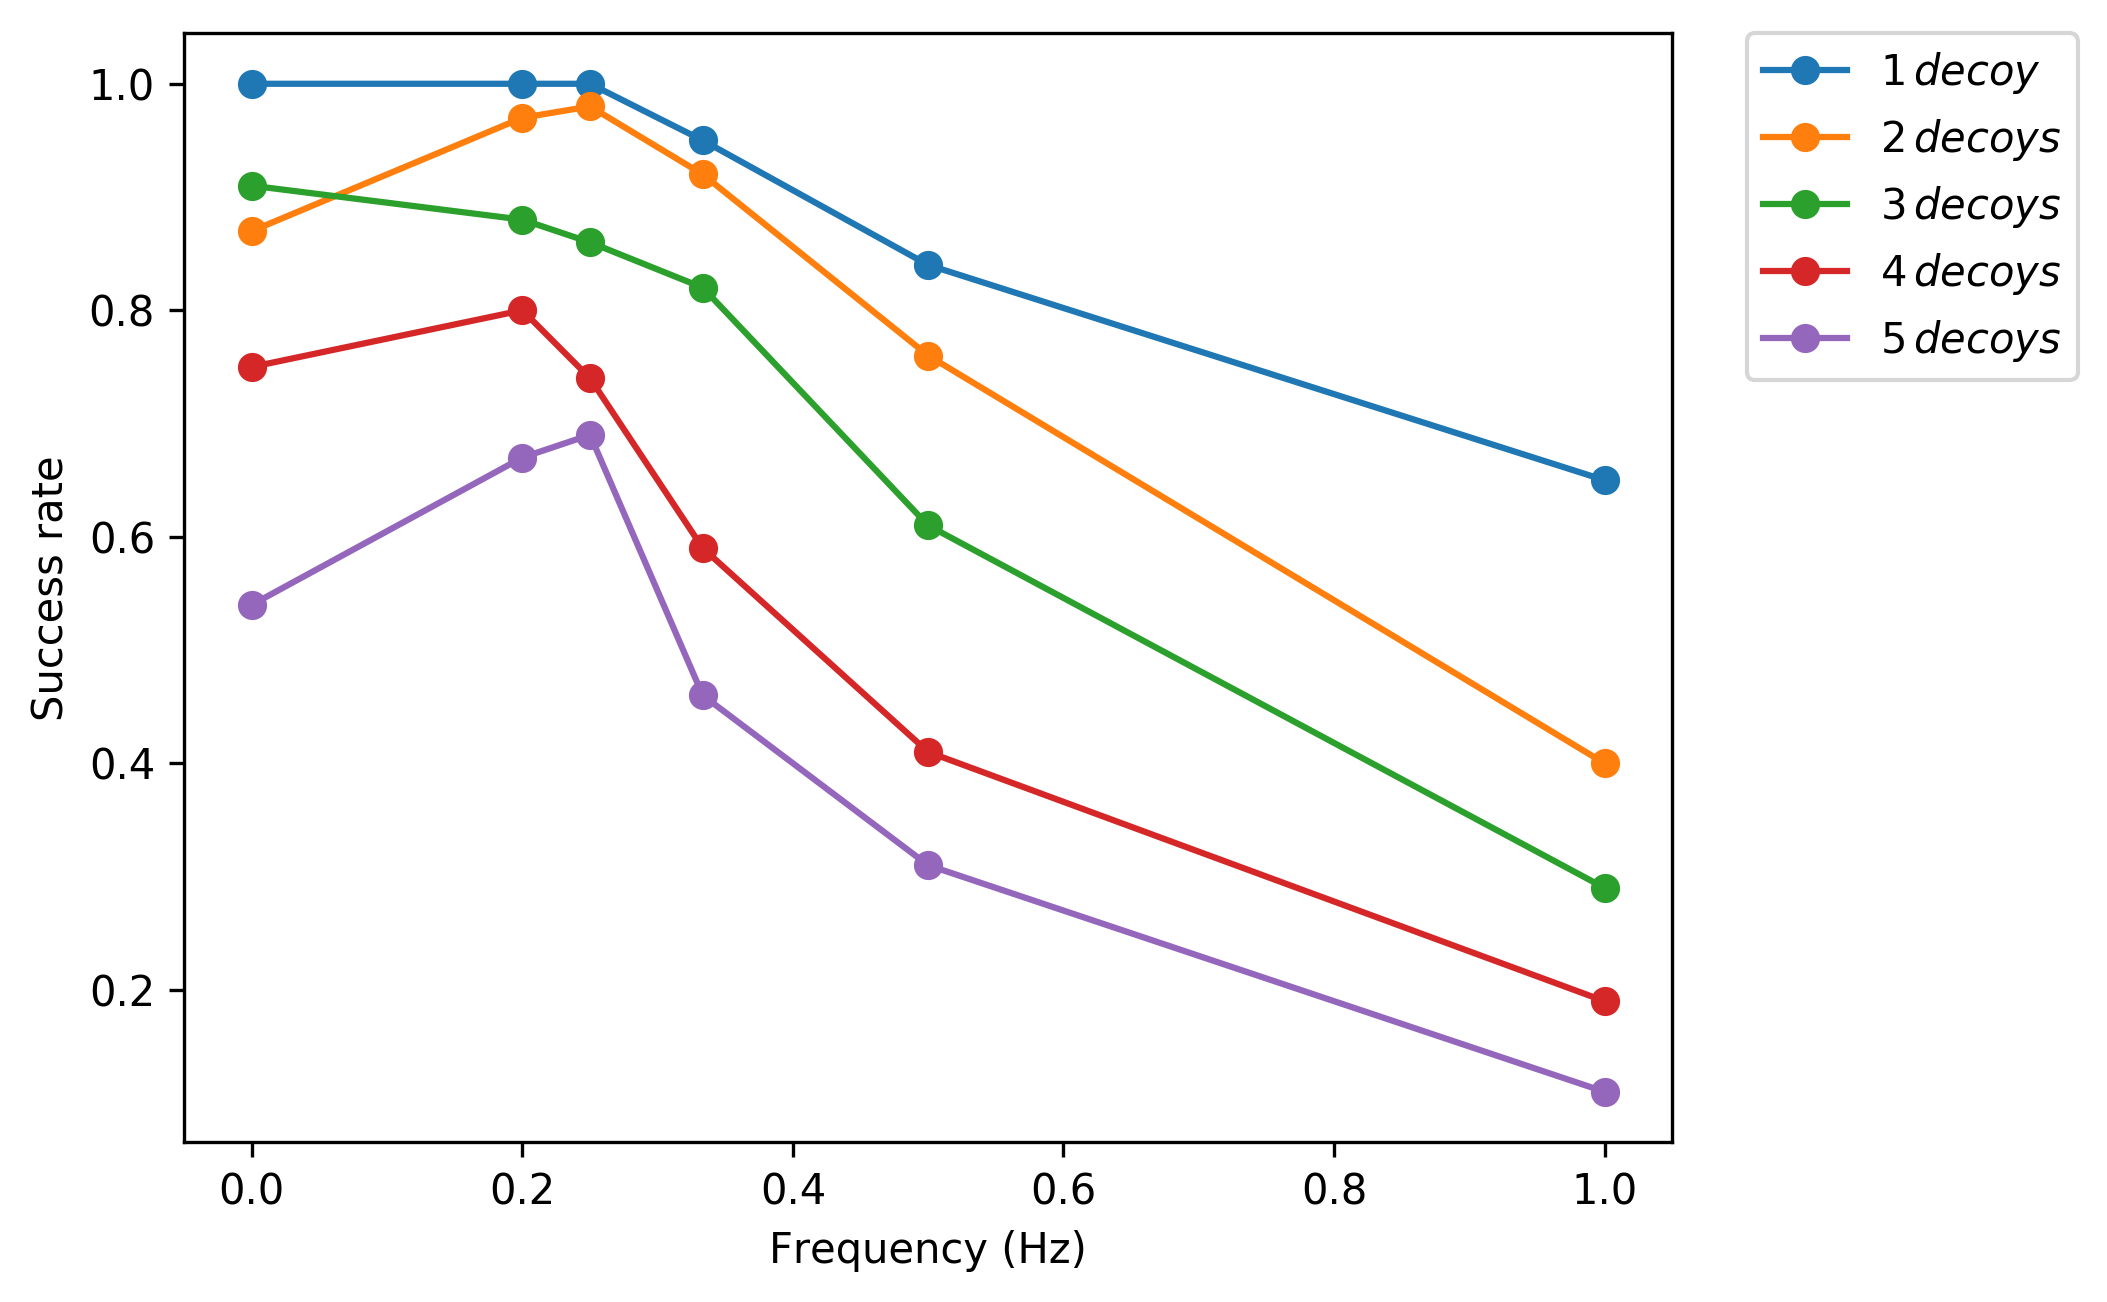 1 decoy
2 decoys
3 decoys
4 decoys
5 decoys
1.0
0.8
0.6
0.4
0.2
Success rate
0.0 0.2 0.4 0.6 0.8 1.0
Frequency (Hz)